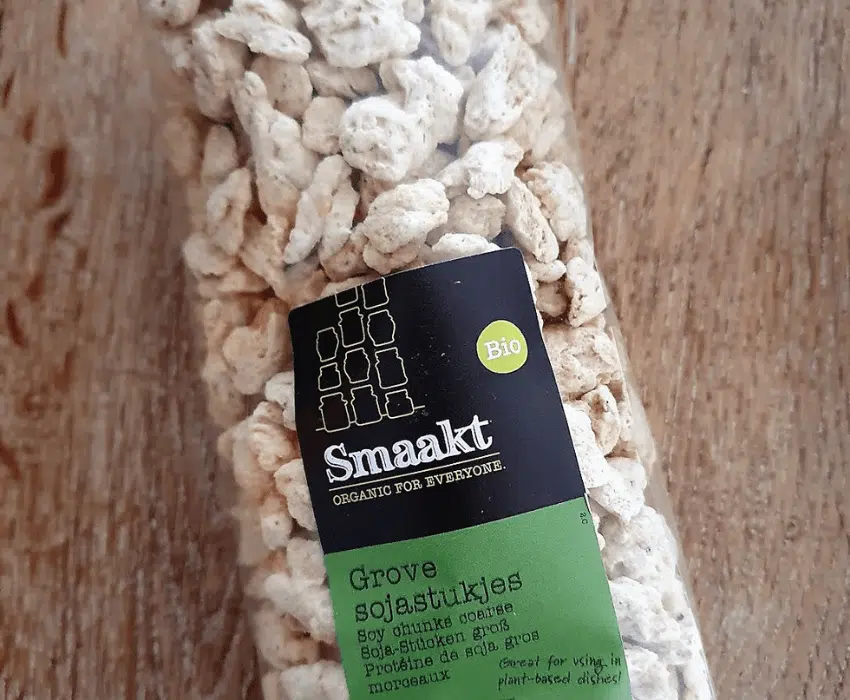 Bio
Smaakt
ORGANIC FOR EVERYONE.
Grove
sojastukjes
Soy chunks coarse
Soja-Stücken groß
Protéine de soja gros
morceaux
Great for using in
plant-based dishes!